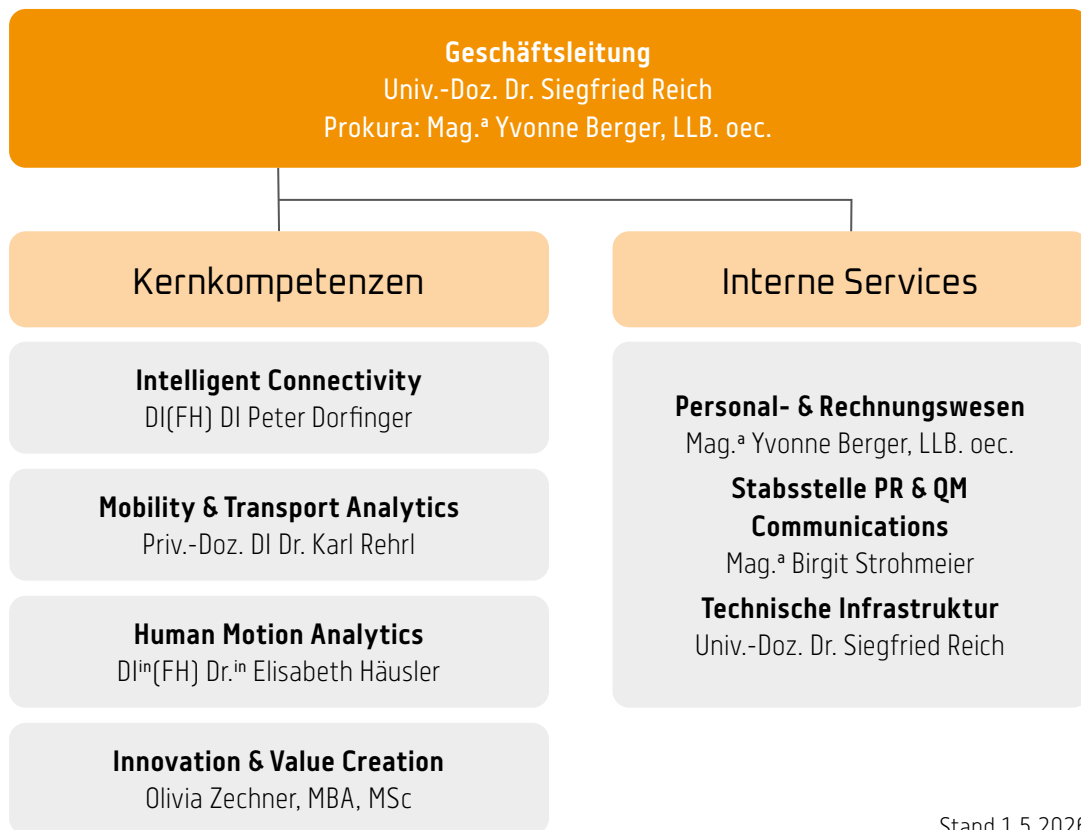 Geschäftsleitung
Univ.-Doz. Dr. Siegfried Reich
Prokura: Mag.ª Yvonne Berger, LLB. oec.
Kernkompetenzen
Intelligent Connectivity
DI(FH) DI Peter Dorfinger
Mobility & Transport Analytics
Priv.-Doz. DI Dr. Karl Rehrl
Human Motion Analytics
DIⁱⁿ(FH) Dr.ⁱⁿ Elisabeth Häusler
Innovation & Value Creation
Olivia Zechner, MBA, MSc
Interne Services
Personal- & Rechnungswesen
Mag.ª Yvonne Berger, LLB. oec.
Stabsstelle PR & QM
Communications
Mag.ª Birgit Strohmeier
Technische Infrastruktur
Univ.-Doz. Dr. Siegfried Reich
Stand 1.5.2026